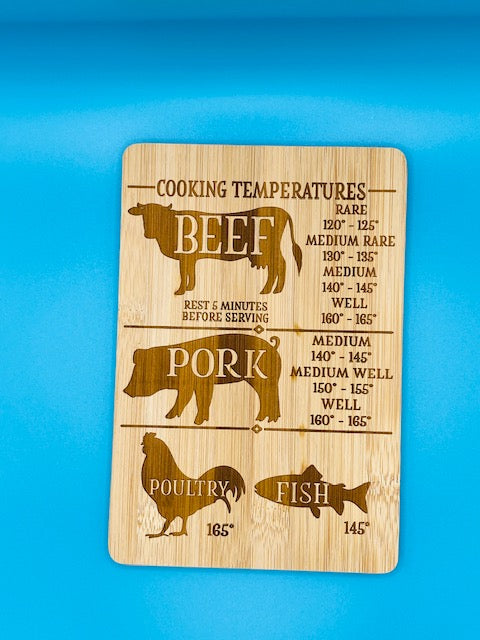 COOKING TEMPERATURES
BEEF
RARE
120° - 125°
MEDIUM RARE
130° - 135°
MEDIUM
140° - 145°
WELL
160° - 165°
REST 5 MINUTES
BEFORE SERVING
PORK
MEDIUM
140° - 145°
MEDIUM WELL
150° - 155°
WELL
160° - 165°
POULTRY
165°
FISH
145°